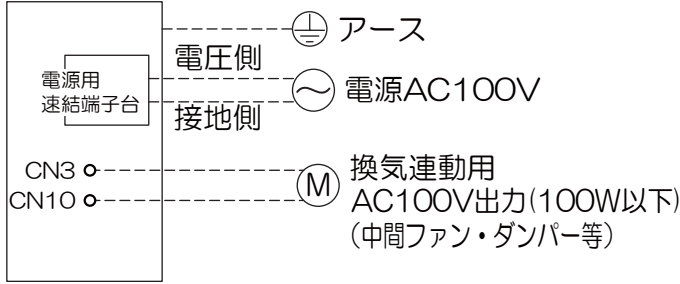 アース
電圧側
電源用
速結端子台
電源AC100V
接地側
CN3
CN10
M
換気連動用
AC100V出力(100W以下)
（中間ファン・ダンパー等）